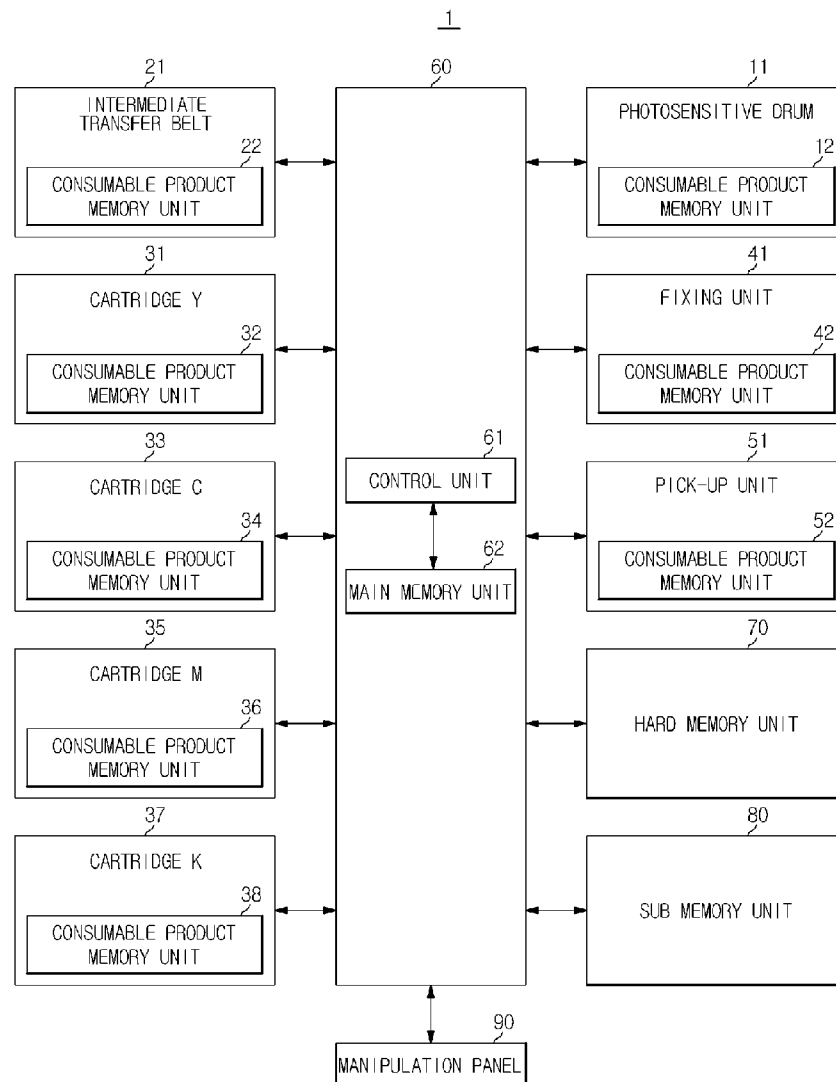 1
21
INTERMEDIATE
TRANSFER BELT
22
CONSUMABLE PRODUCT
MEMORY UNIT
31
CARTRIDGE Y
32
CONSUMABLE PRODUCT
MEMORY UNIT
33
CARTRIDGE C
34
CONSUMABLE PRODUCT
MEMORY UNIT
35
CARTRIDGE M
36
CONSUMABLE PRODUCT
MEMORY UNIT
37
CARTRIDGE K
38
CONSUMABLE PRODUCT
MEMORY UNIT
60
61
CONTROL UNIT
62
MAIN MEMORY UNIT
11
PHOTOSENSITIVE DRUM
12
CONSUMABLE PRODUCT
MEMORY UNIT
41
FIXING UNIT
42
CONSUMABLE PRODUCT
MEMORY UNIT
51
PICK-UP UNIT
52
CONSUMABLE PRODUCT
MEMORY UNIT
70
HARD MEMORY UNIT
80
SUB MEMORY UNIT
90
MANIPULATION PANEL